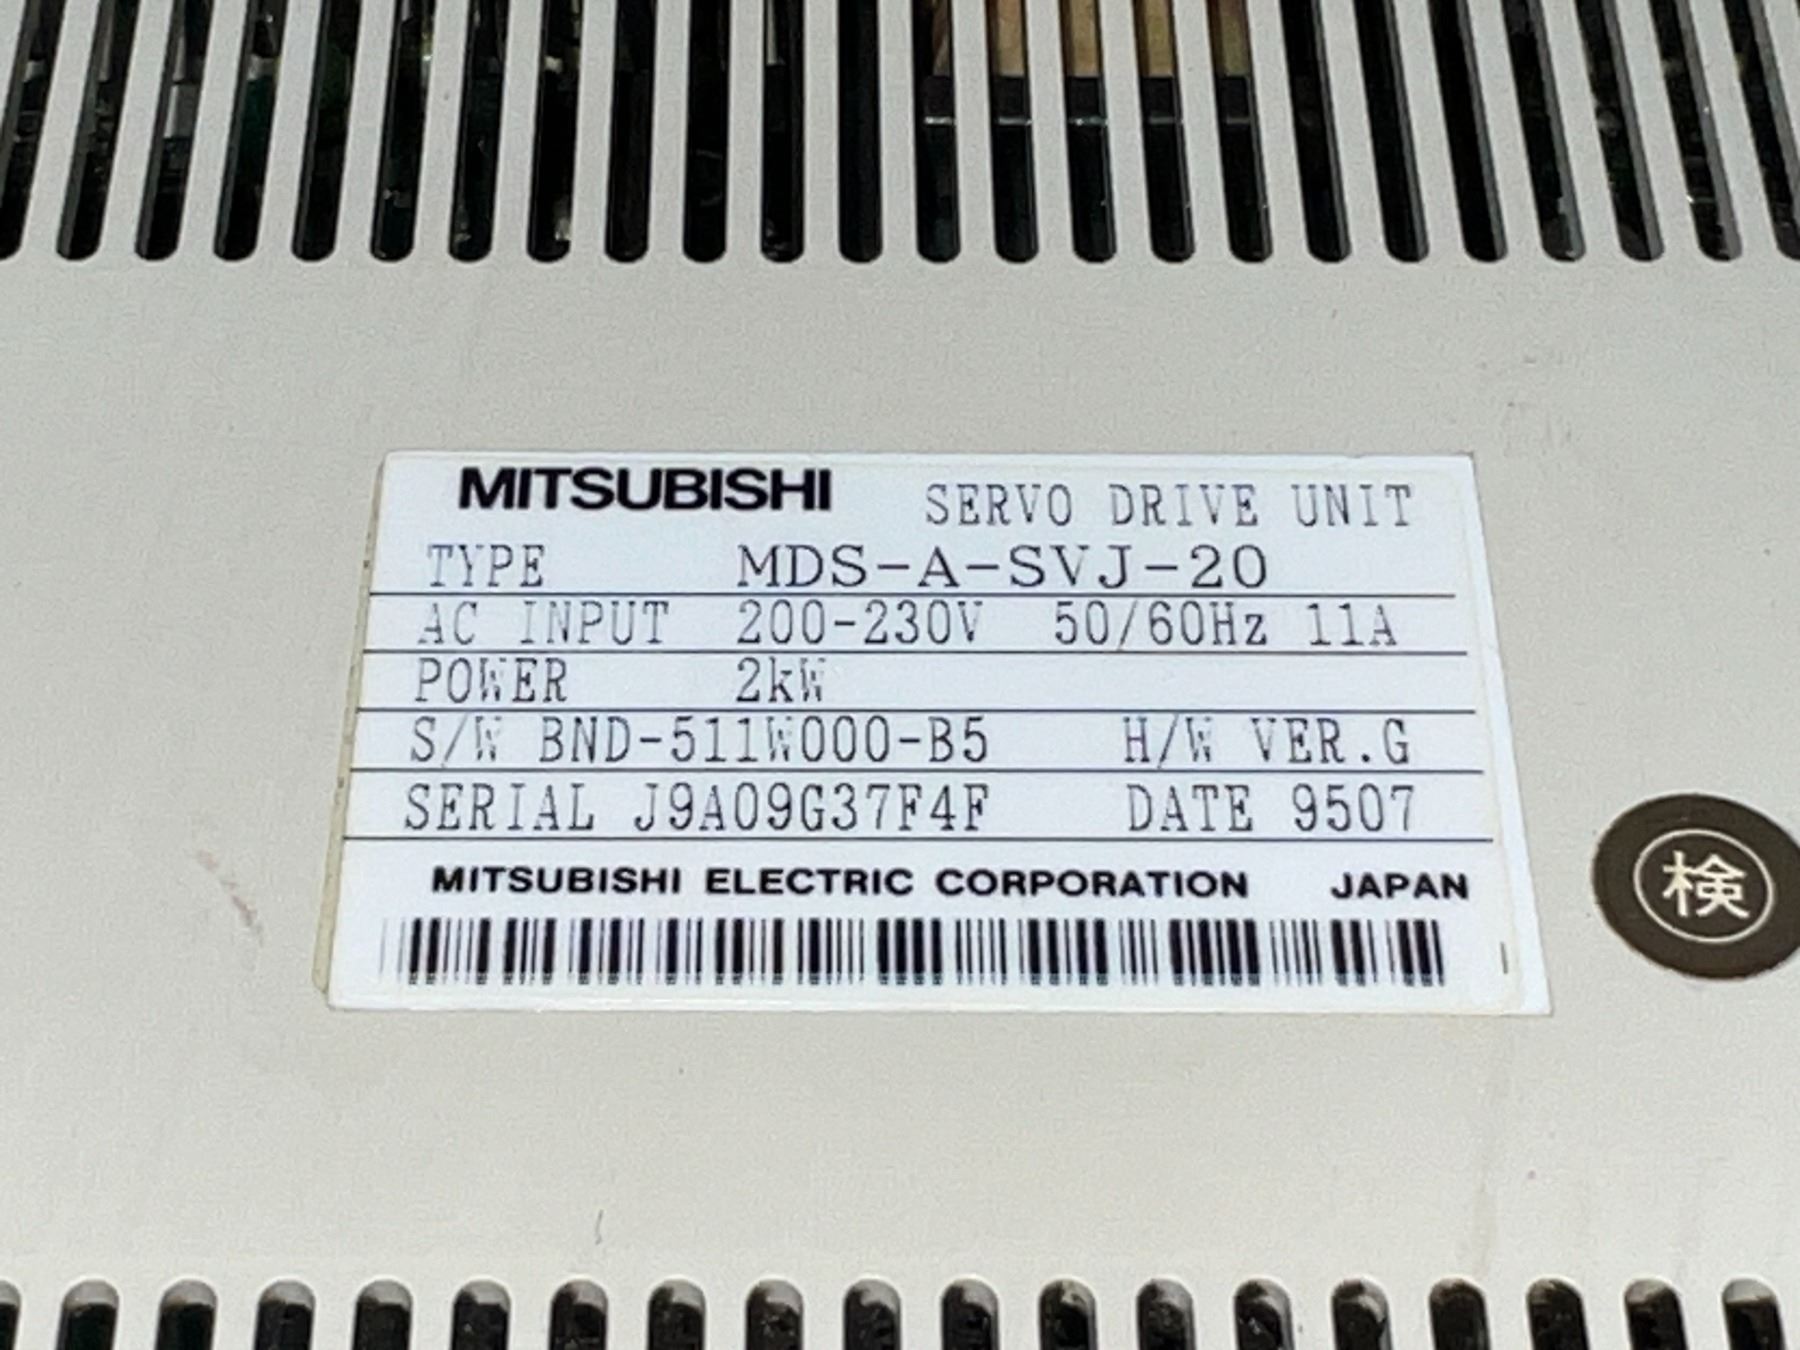 MITSUBISHI SERVO DRIVE UNIT
TYPE MDS-A-SVJ-20
AC INPUT 200-230V 50/60Hz 11A
POWER 2kW
S/W BND-511W000-B5 H/W VER.G
SERIAL J9A09G37F4F DATE 9507
MITSUBISHI ELECTRIC CORPORATION JAPAN
検